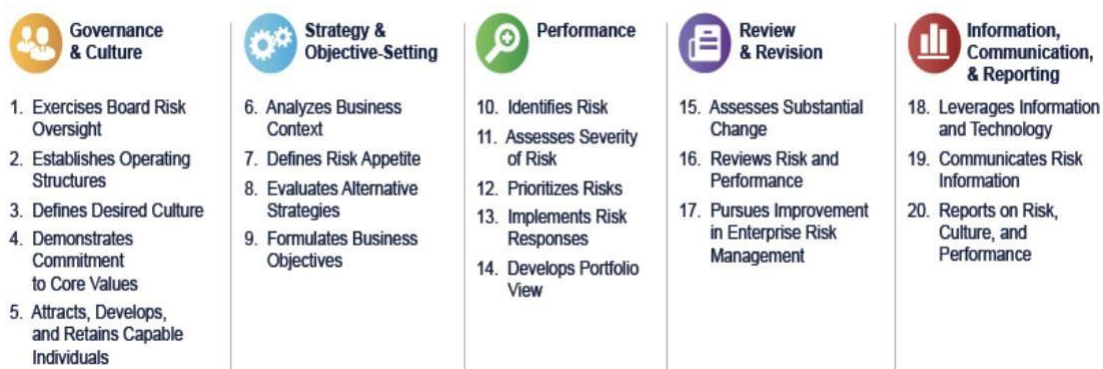 Governance
& Culture
1. Exercises Board Risk
Oversight
2. Establishes Operating
Structures
3. Defines Desired Culture
4. Demonstrates
Commitment
to Core Values
5. Attracts, Develops,
and Retains Capable
Individuals
Strategy &
Objective-Setting
6. Analyzes Business
Context
7. Defines Risk Appetite
8. Evaluates Alternative
Strategies
9. Formulates Business
Objectives
Performance
10. Identifies Risk
11. Assesses Severity
of Risk
12. Prioritizes Risks
13. Implements Risk
Responses
14. Develops Portfolio
View
Review
& Revision
15. Assesses Substantial
Change
16. Reviews Risk and
Performance
17. Pursues Improvement
in Enterprise Risk
Management
Information,
Communication,
& Reporting
18. Leverages Information
and Technology
19. Communicates Risk
Information
20. Reports on Risk,
Culture, and
Performance